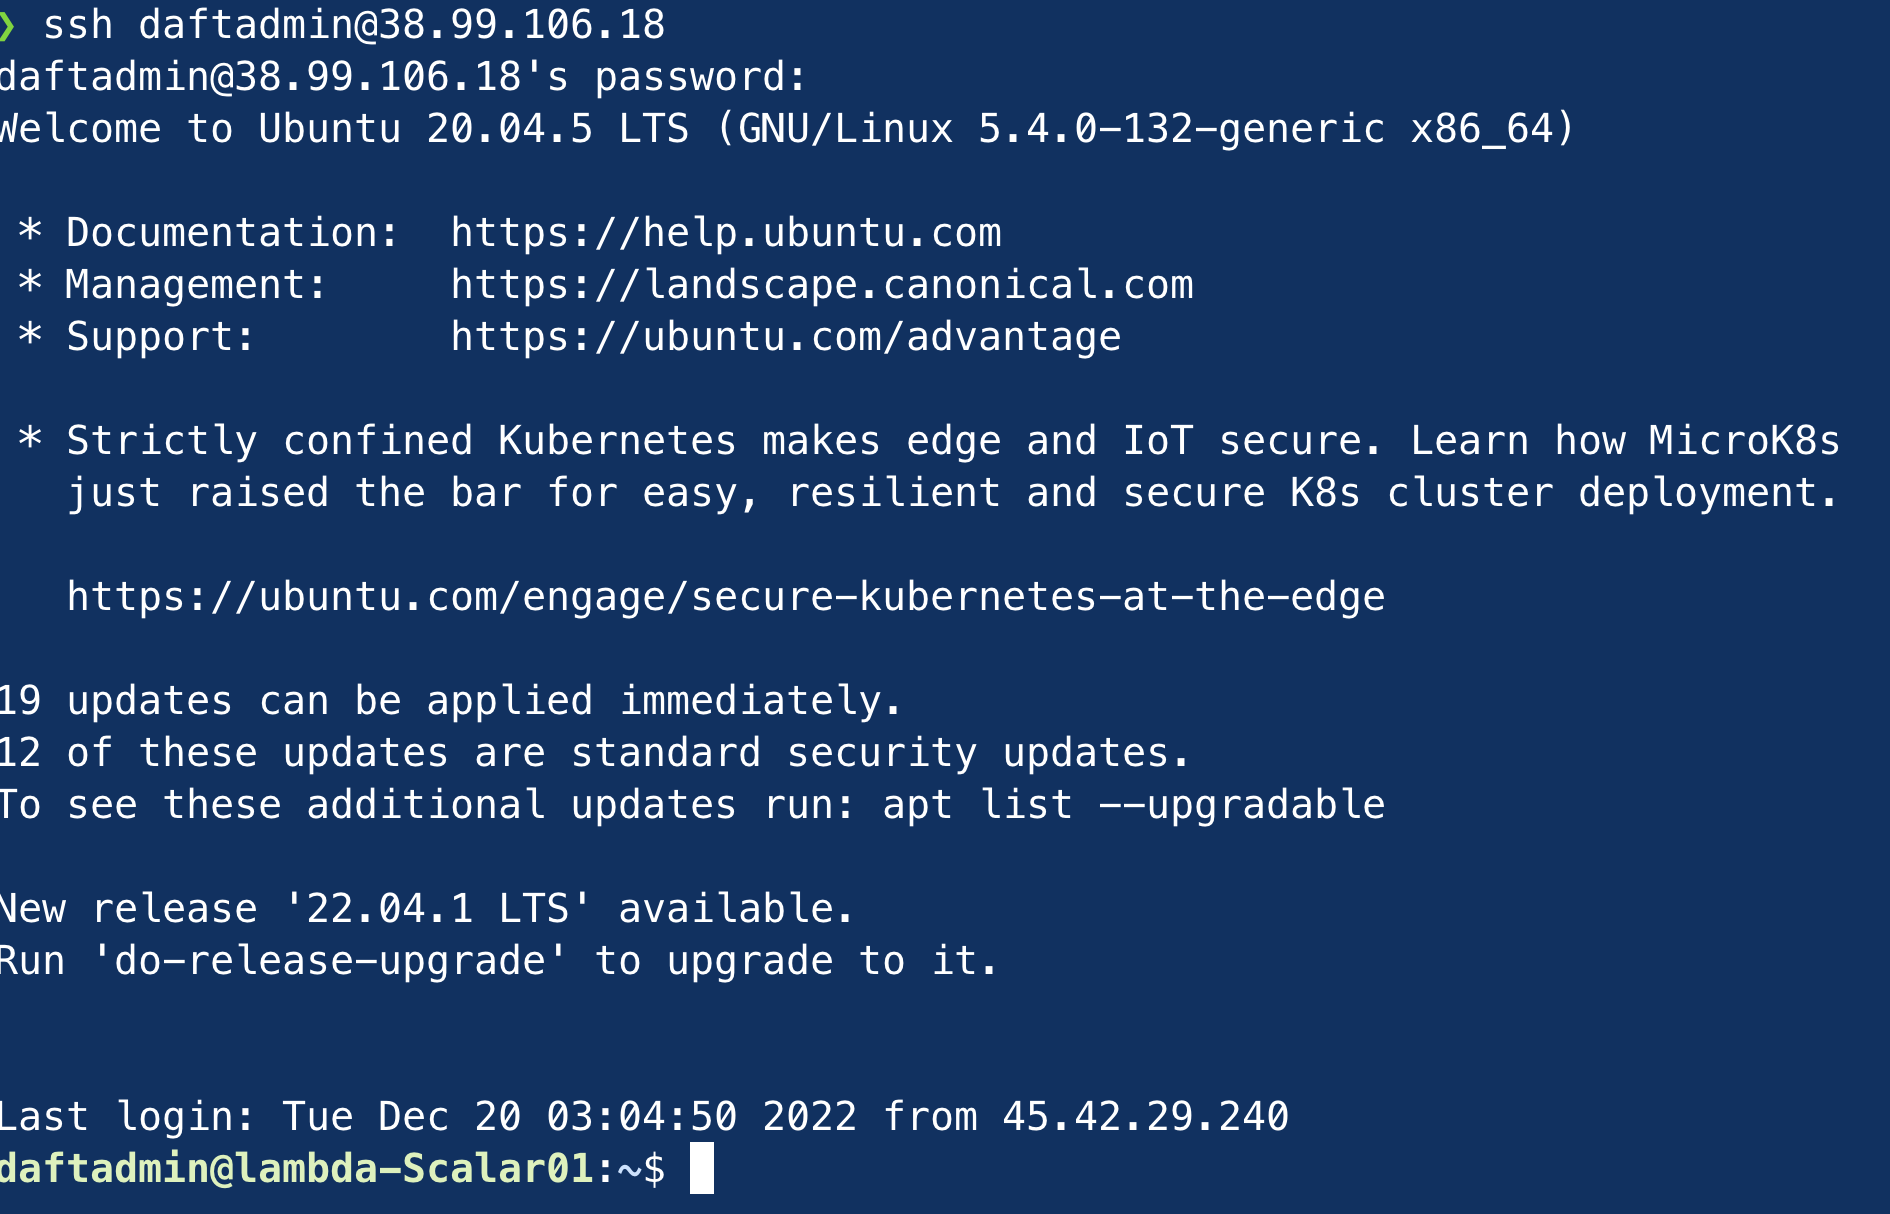 ❯ ssh daftadmin@38.99.106.18
daftadmin@38.99.106.18's password:
Welcome to Ubuntu 20.04.5 LTS (GNU/Linux 5.4.0-132-generic x86_64)
* Documentation:  https://help.ubuntu.com
* Management:     https://landscape.canonical.com
* Support:        https://ubuntu.com/advantage
* Strictly confined Kubernetes makes edge and IoT secure. Learn how MicroK8s
just raised the bar for easy, resilient and secure K8s cluster deployment.
https://ubuntu.com/engage/secure-kubernetes-at-the-edge
19 updates can be applied immediately.
12 of these updates are standard security updates.
To see these additional updates run: apt list --upgradable
New release '22.04.1 LTS' available.
Run 'do-release-upgrade' to upgrade to it.
Last login: Tue Dec 20 03:04:50 2022 from 45.42.29.240
daftadmin@lambda-Scalar01:~$